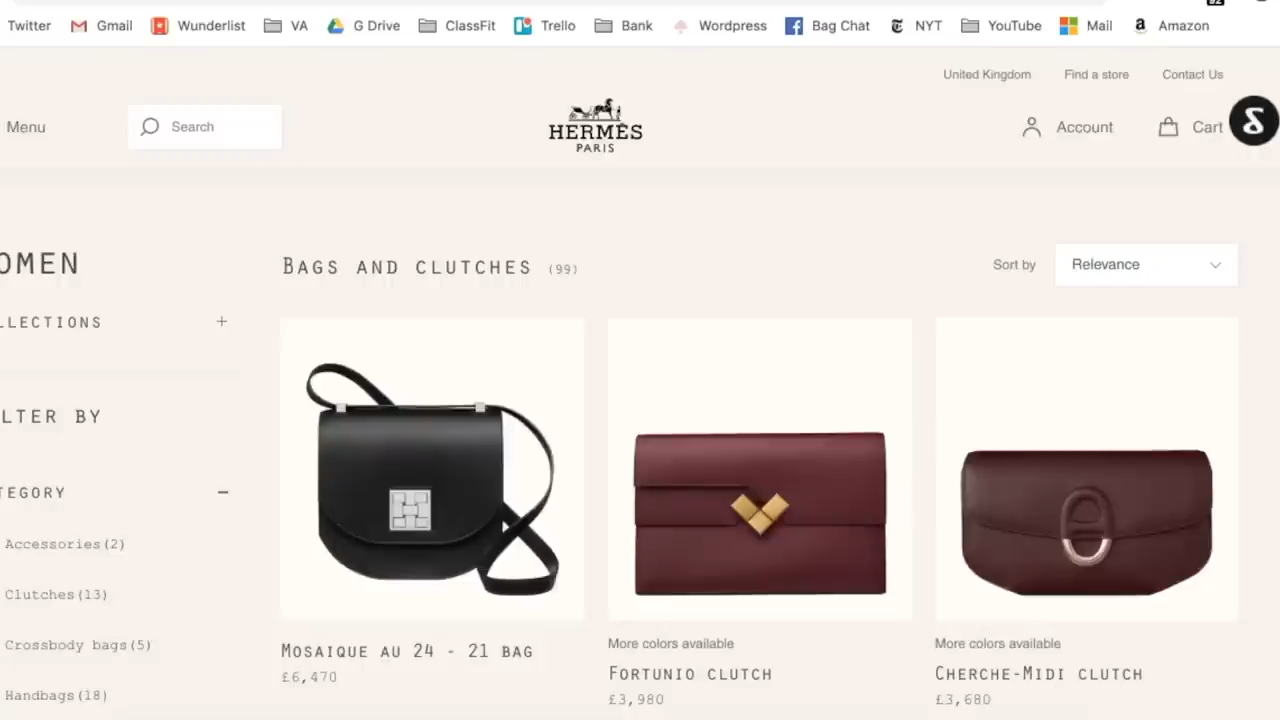 Twitter Gmail Wunderlist VA G Drive ClassFit Trello Bank Wordpress Bag Chat NYT YouTube Mail Amazon
United Kingdom Find a store Contact Us
Menu Search HERMÈS PARIS Account Cart
OMEN
BAGS AND CLUTCHES (99)
Sort by Relevance
LLECTIONS +
LTER BY
TEGORY −
Accessories(2)
Clutches(13)
Crossbody bags(5)
Handbags(18)
MOSAIQUE AU 24 - 21 BAG
£6,470
More colors available
FORTUNIO CLUTCH
£3,980
More colors available
CHERCHE-MIDI CLUTCH
£3,680